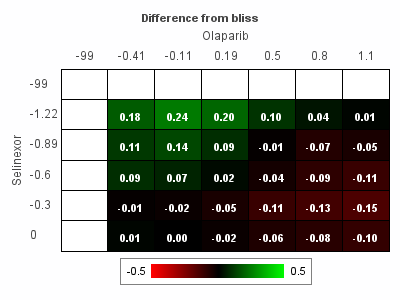 Difference from bliss
Olaparib
-99 -0.41 -0.11 0.19 0.5 0.8 1.1
Selinexor
-99
-1.22 0.18 0.24 0.20 0.10 0.04 0.01
-0.89 0.11 0.14 0.09 -0.01 -0.07 -0.05
-0.6 0.09 0.07 0.02 -0.04 -0.09 -0.11
-0.3 -0.01 -0.02 -0.05 -0.11 -0.13 -0.15
0 0.01 0.00 -0.02 -0.06 -0.08 -0.10
-0.5 0.5